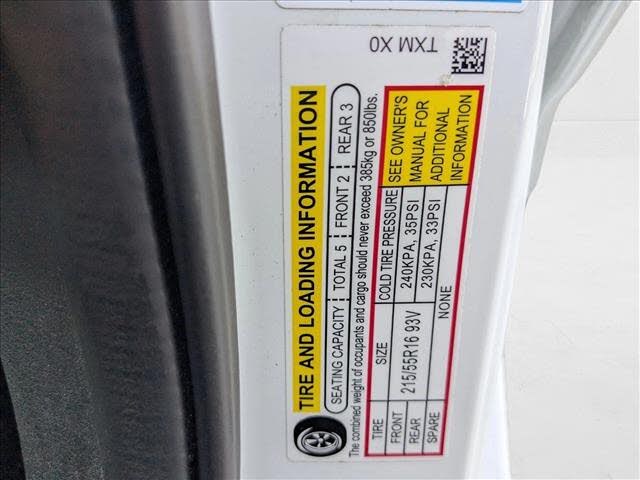 TXM X0
TIRE AND LOADING INFORMATION
SEATING CAPACITY | TOTAL 5 | FRONT 2 | REAR 3
The combined weight of occupants and cargo should never exceed 385kg or 850lbs.
TIRE SIZE COLD TIRE PRESSURE SEE OWNER'S MANUAL FOR ADDITIONAL INFORMATION
FRONT 215/55R16 93V 240KPA, 35PSI
REAR 230KPA, 33PSI
SPARE NONE